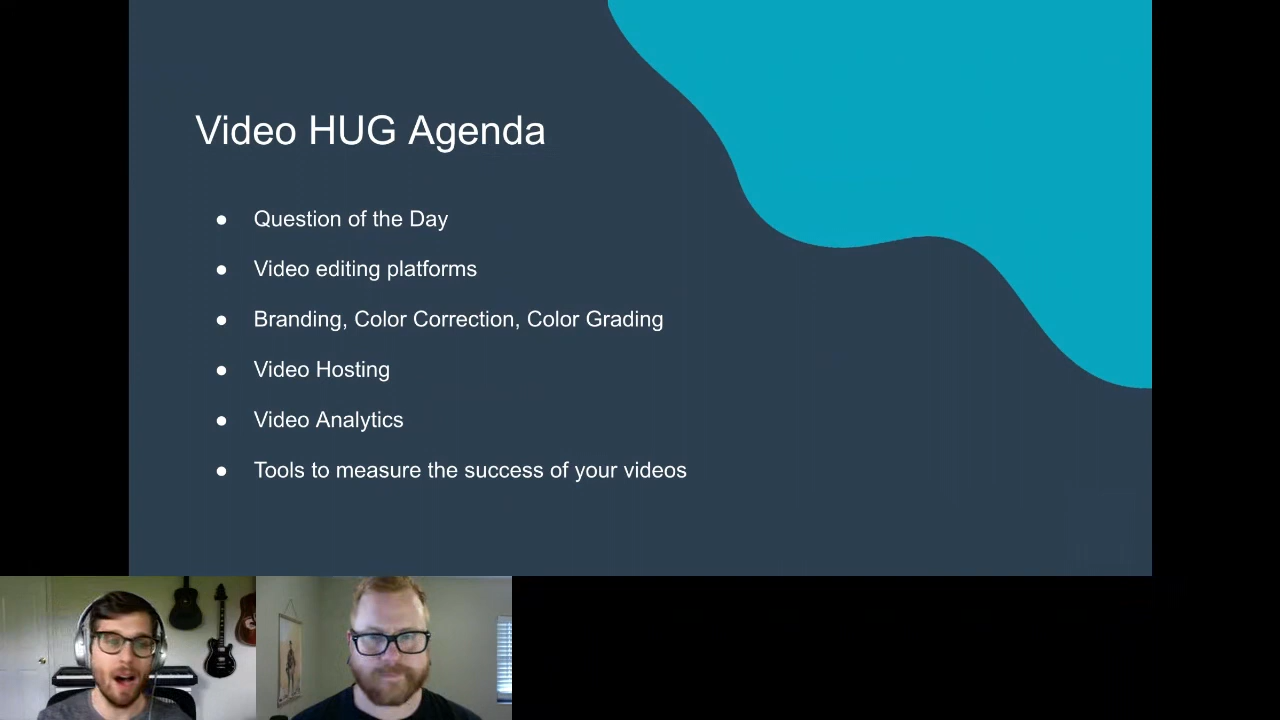 Video HUG Agenda
● Question of the Day
● Video editing platforms
● Branding, Color Correction, Color Grading
● Video Hosting
● Video Analytics
● Tools to measure the success of your videos